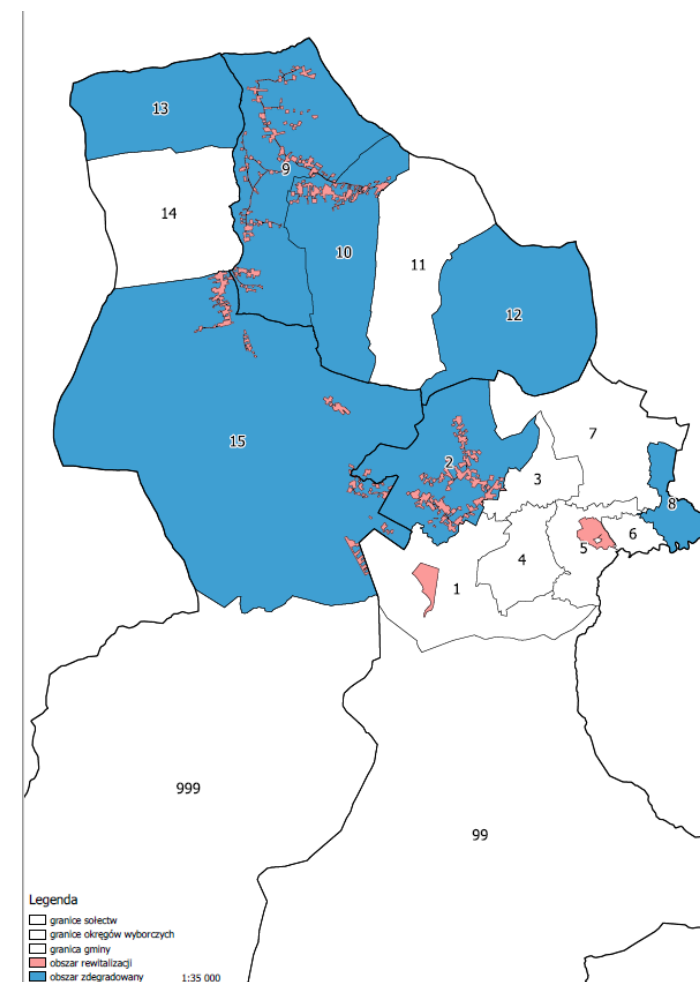 13
9
14
10
11
12
15
7
2
3
8
6
5
4
1
999
99
Legenda
granice sołectw
granice okręgów wyborczych
granica gminy
obszar rewitalizacji
obszar zdegradowany 1:35 000